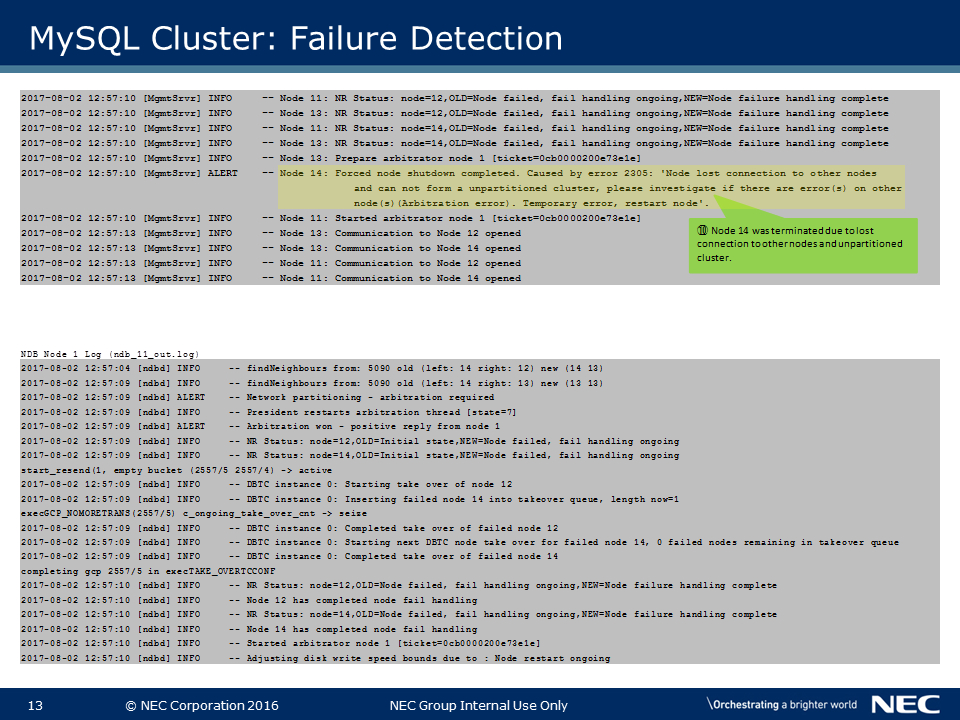 MySQL Cluster: Failure Detection
2017-08-02 12:57:10 [MgmtSrvr] INFO -- Node 11: NR Status: node=12,OLD=Node failed, fail handling ongoing,NEW=Node failure handling complete
2017-08-02 12:57:10 [MgmtSrvr] INFO -- Node 13: NR Status: node=12,OLD=Node failed, fail handling ongoing,NEW=Node failure handling complete
2017-08-02 12:57:10 [MgmtSrvr] INFO -- Node 11: NR Status: node=14,OLD=Node failed, fail handling ongoing,NEW=Node failure handling complete
2017-08-02 12:57:10 [MgmtSrvr] INFO -- Node 13: NR Status: node=14,OLD=Node failed, fail handling ongoing,NEW=Node failure handling complete
2017-08-02 12:57:10 [MgmtSrvr] INFO -- Node 13: Prepare arbitrator node 1 [ticket=0cb0000200e73e1e]
2017-08-02 12:57:10 [MgmtSrvr] ALERT -- Node 14: Forced node shutdown completed. Caused by error 2305: 'Node lost connection to other nodes
and can not form a unpartitioned cluster, please investigate if there are error(s) on other
node(s)(Arbitration error). Temporary error, restart node'.
2017-08-02 12:57:10 [MgmtSrvr] INFO -- Node 11: Started arbitrator node 1 [ticket=0cb0000200e73e1e]
2017-08-02 12:57:13 [MgmtSrvr] INFO -- Node 13: Communication to Node 12 opened
2017-08-02 12:57:13 [MgmtSrvr] INFO -- Node 13: Communication to Node 14 opened
2017-08-02 12:57:13 [MgmtSrvr] INFO -- Node 11: Communication to Node 12 opened
2017-08-02 12:57:13 [MgmtSrvr] INFO -- Node 11: Communication to Node 14 opened
⑩ Node 14 was terminated due to lost
connection to other nodes and unpartitioned
cluster.
NDB Node 1 Log (ndb_11_out.log)
2017-08-02 12:57:04 [ndbd] INFO -- findNeighbours from: 5090 old (left: 14 right: 12) new (14 13)
2017-08-02 12:57:09 [ndbd] INFO -- findNeighbours from: 5090 old (left: 14 right: 13) new (13 13)
2017-08-02 12:57:09 [ndbd] ALERT -- Network partitioning - arbitration required
2017-08-02 12:57:09 [ndbd] INFO -- President restarts arbitration thread [state=7]
2017-08-02 12:57:09 [ndbd] ALERT -- Arbitration won - positive reply from node 1
2017-08-02 12:57:09 [ndbd] INFO -- NR Status: node=12,OLD=Initial state,NEW=Node failed, fail handling ongoing
2017-08-02 12:57:09 [ndbd] INFO -- NR Status: node=14,OLD=Initial state,NEW=Node failed, fail handling ongoing
start_resend(1, empty bucket (2557/5 2557/4) -> active
2017-08-02 12:57:09 [ndbd] INFO -- DBTC instance 0: Starting take over of node 12
2017-08-02 12:57:09 [ndbd] INFO -- DBTC instance 0: Inserting failed node 14 into takeover queue, length now=1
execGCP_NOMORETRANS(2557/5) c_ongoing_take_over_cnt -> seise
2017-08-02 12:57:09 [ndbd] INFO -- DBTC instance 0: Completed take over of failed node 12
2017-08-02 12:57:09 [ndbd] INFO -- DBTC instance 0: Starting next DBTC node take over for failed node 14, 0 failed nodes remaining in takeover queue
2017-08-02 12:57:09 [ndbd] INFO -- DBTC instance 0: Completed take over of failed node 14
completing gcp 2557/5 in execTAKE_OVERTCCONF
2017-08-02 12:57:10 [ndbd] INFO -- NR Status: node=12,OLD=Node failed, fail handling ongoing,NEW=Node failure handling complete
2017-08-02 12:57:10 [ndbd] INFO -- Node 12 has completed node fail handling
2017-08-02 12:57:10 [ndbd] INFO -- NR Status: node=14,OLD=Node failed, fail handling ongoing,NEW=Node failure handling complete
2017-08-02 12:57:10 [ndbd] INFO -- Node 14 has completed node fail handling
2017-08-02 12:57:10 [ndbd] INFO -- Started arbitrator node 1 [ticket=0cb0000200e73e1e]
2017-08-02 12:57:10 [ndbd] INFO -- Adjusting disk write speed bounds due to : Node restart ongoing
13 © NEC Corporation 2016 NEC Group Internal Use Only \Orchestrating a brighter world NEC